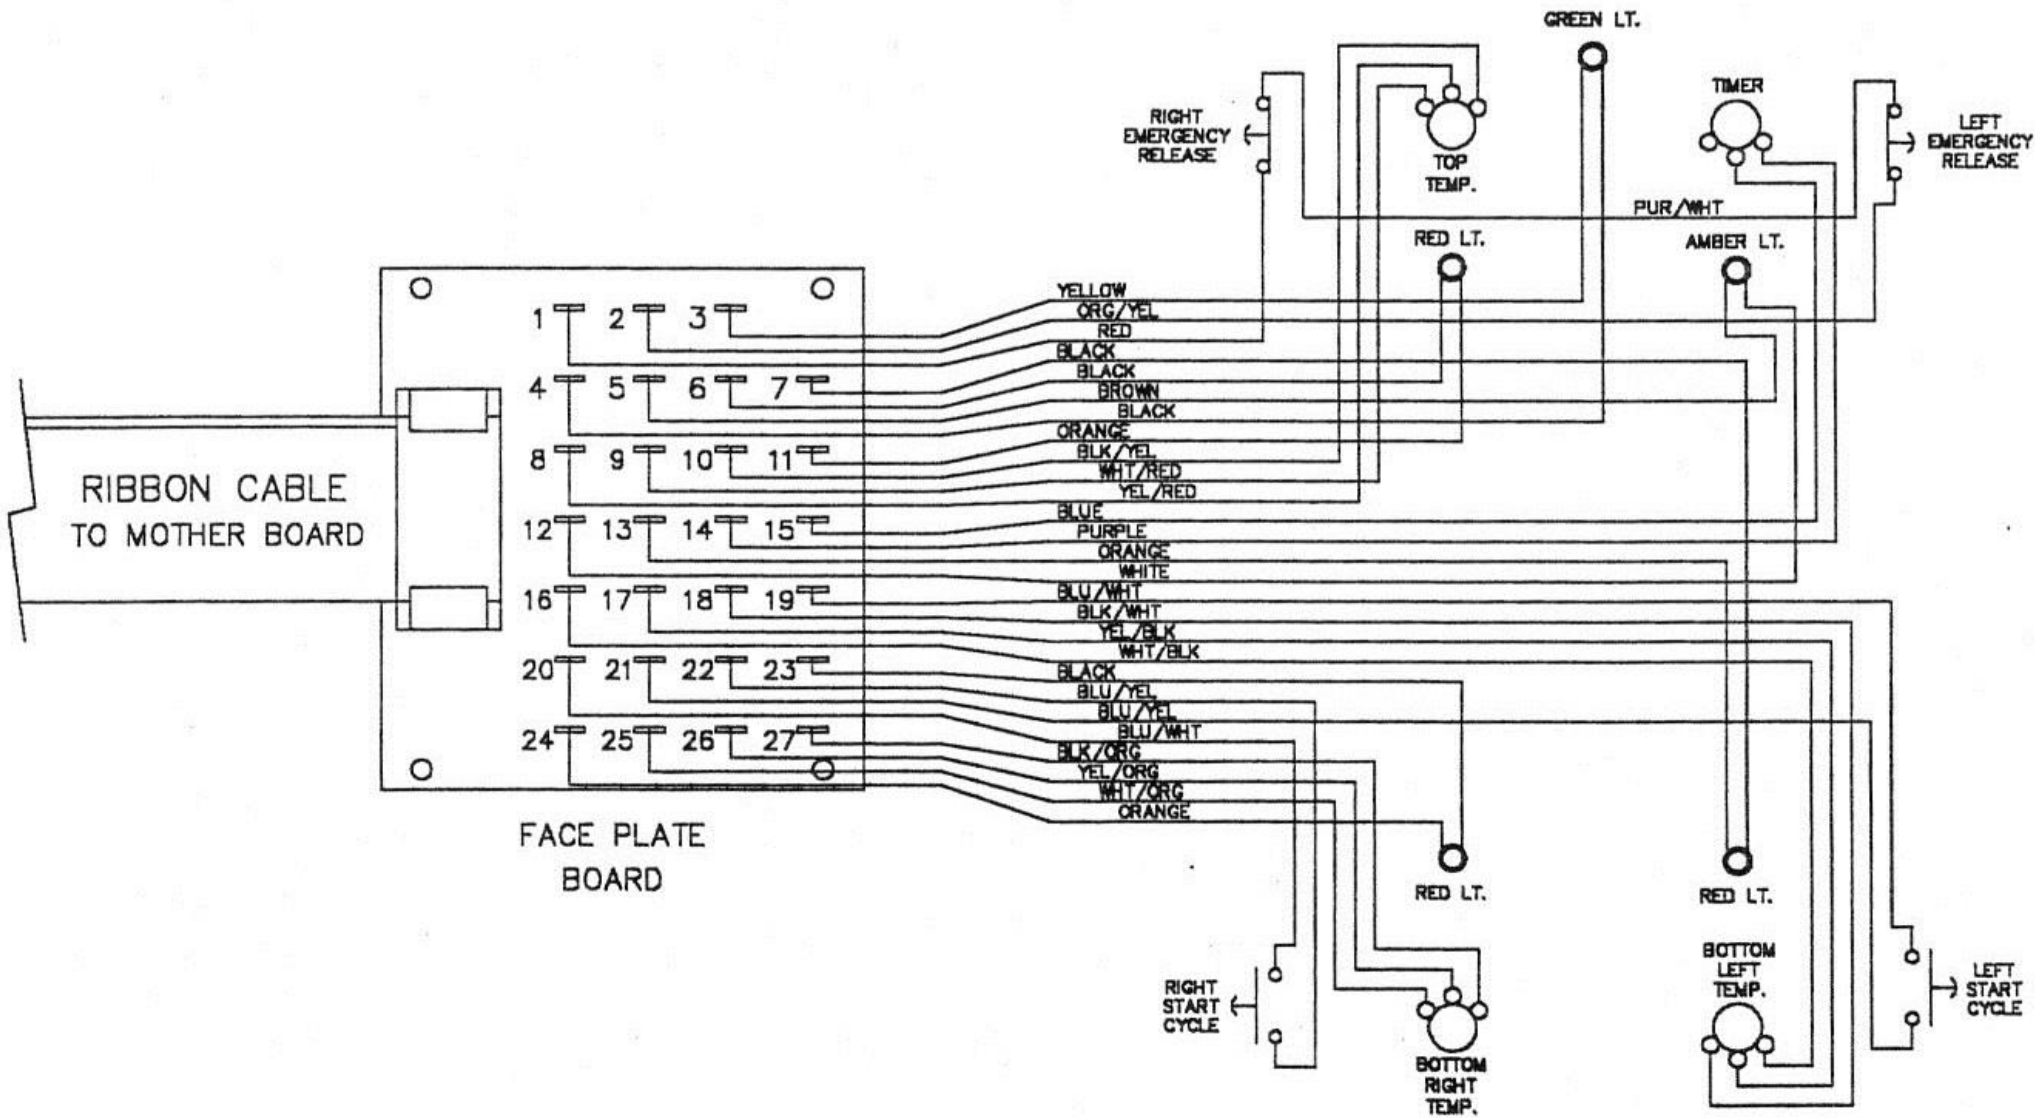 GREEN LT.
TIMER
RIGHT
EMERGENCY
RELEASE
TOP
TEMP.
LEFT
EMERGENCY
RELEASE
PUR/WHT
RED LT.
AMBER LT.
1 2 3
4 5 6 7
8 9 10 11
12 13 14 15
16 17 18 19
20 21 22 23
24 25 26 27
YELLOW
ORG/YEL
RED
BLACK
BLACK
BROWN
BLACK
ORANGE
BLK/YEL
WHT/RED
YEL/RED
BLUE
PURPLE
ORANGE
WHITE
BLU/WHT
BLK/WHT
YEL/BLK
WHT/BLK
BLACK
BLU/YEL
BLU/YEL
BLU/WHT
BLK/ORG
YEL/ORG
WHT/ORG
ORANGE
RIBBON CABLE
TO MOTHER BOARD
FACE PLATE
BOARD
RED LT.
RED LT.
RIGHT
START
CYCLE
BOTTOM
RIGHT
TEMP.
BOTTOM
LEFT
TEMP.
LEFT
START
CYCLE